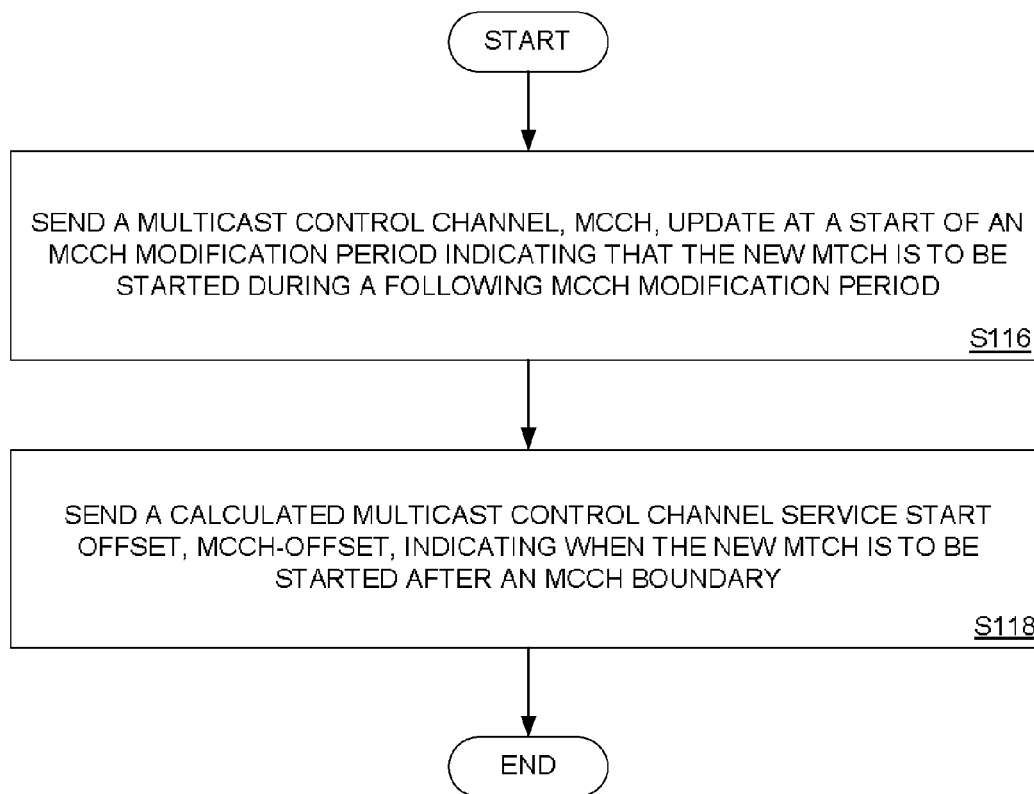 START
SEND A MULTICAST CONTROL CHANNEL, MCCH, UPDATE AT A START OF AN
MCCH MODIFICATION PERIOD INDICATING THAT THE NEW MTCH IS TO BE
STARTED DURING A FOLLOWING MCCH MODIFICATION PERIOD
S116
SEND A CALCULATED MULTICAST CONTROL CHANNEL SERVICE START
OFFSET, MCCH-OFFSET, INDICATING WHEN THE NEW MTCH IS TO BE
STARTED AFTER AN MCCH BOUNDARY
S118
END